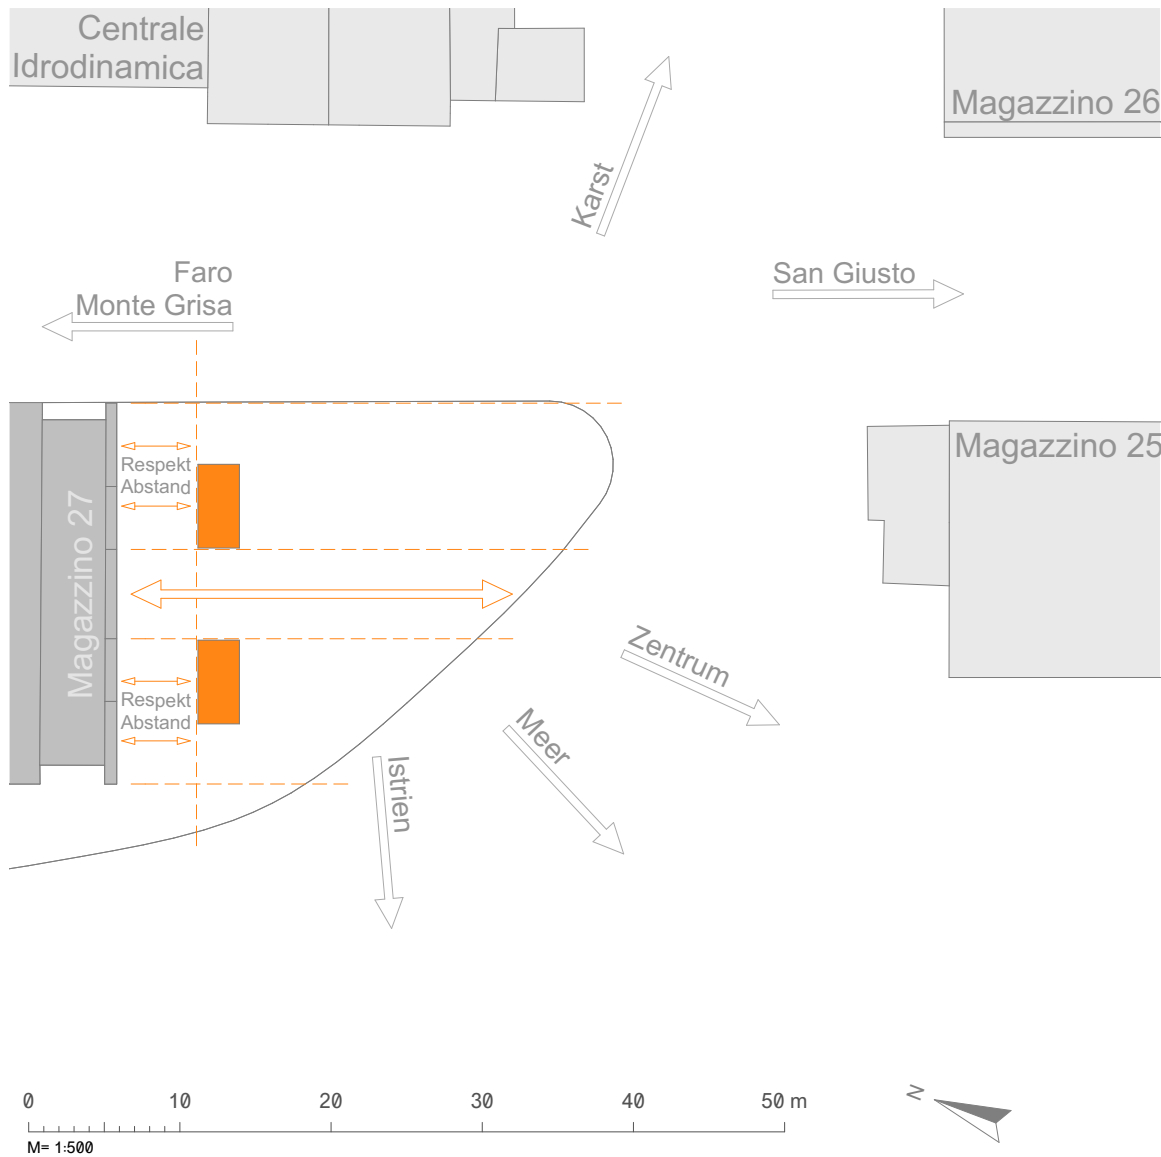 Centrale
Idrodinamica
Magazzino 26
Karst
Faro
Monte Grisa
San Giusto
Magazzino 25
Respekt
Abstand
Magazzino 27
Zentrum
Respekt
Abstand
Meer
Istrien
0 10 20 30 40 50 m
N
M= 1:500